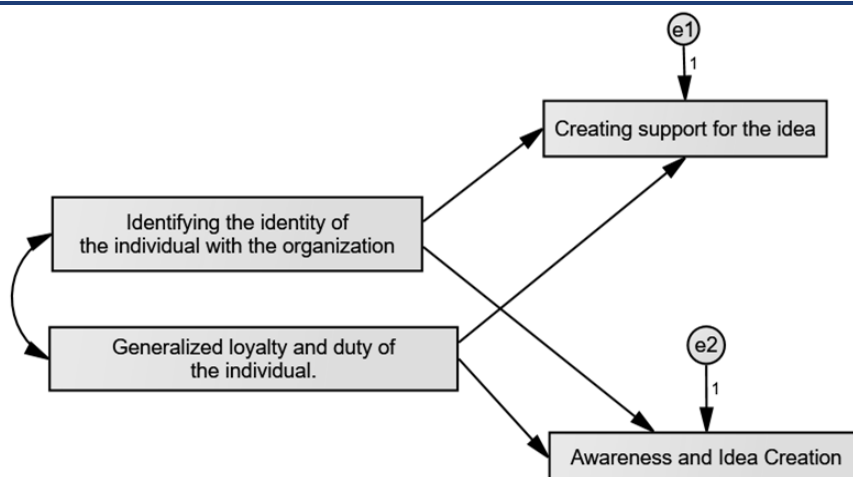 e1
1
Creating support for the idea
Identifying the identity of
the individual with the organization
Generalized loyalty and duty of
the individual.
e2
1
Awareness and Idea Creation